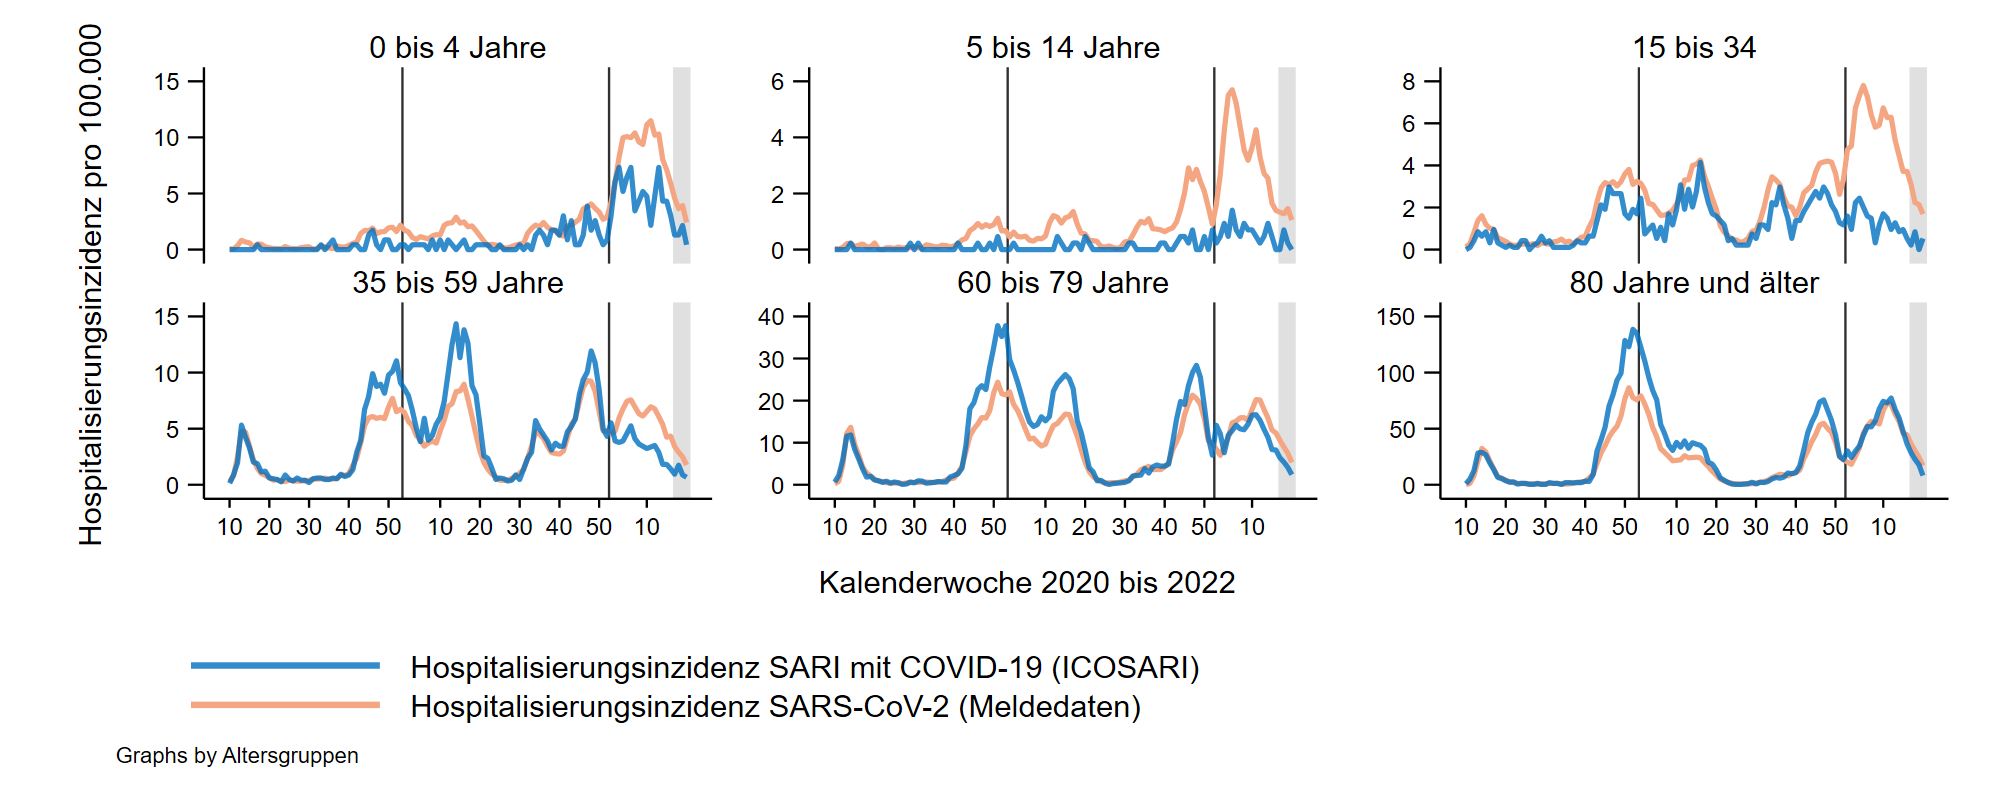 Hospitalisierungsinzidenz pro 100.000
0 bis 4 Jahre
15
10
5
0
5 bis 14 Jahre
6
4
2
0
15 bis 34
8
6
4
2
0
35 bis 59 Jahre
15
10
5
0
10 20 30 40 50 10 20 30 40 50 10
60 bis 79 Jahre
40
30
20
10
0
10 20 30 40 50 10 20 30 40 50 10
80 Jahre und älter
150
100
50
0
10 20 30 40 50 10 20 30 40 50 10
Kalenderwoche 2020 bis 2022
Hospitalisierungsinzidenz SARI mit COVID-19 (ICOSARI)
Hospitalisierungsinzidenz SARS-CoV-2 (Meldedaten)
Graphs by Altersgruppen